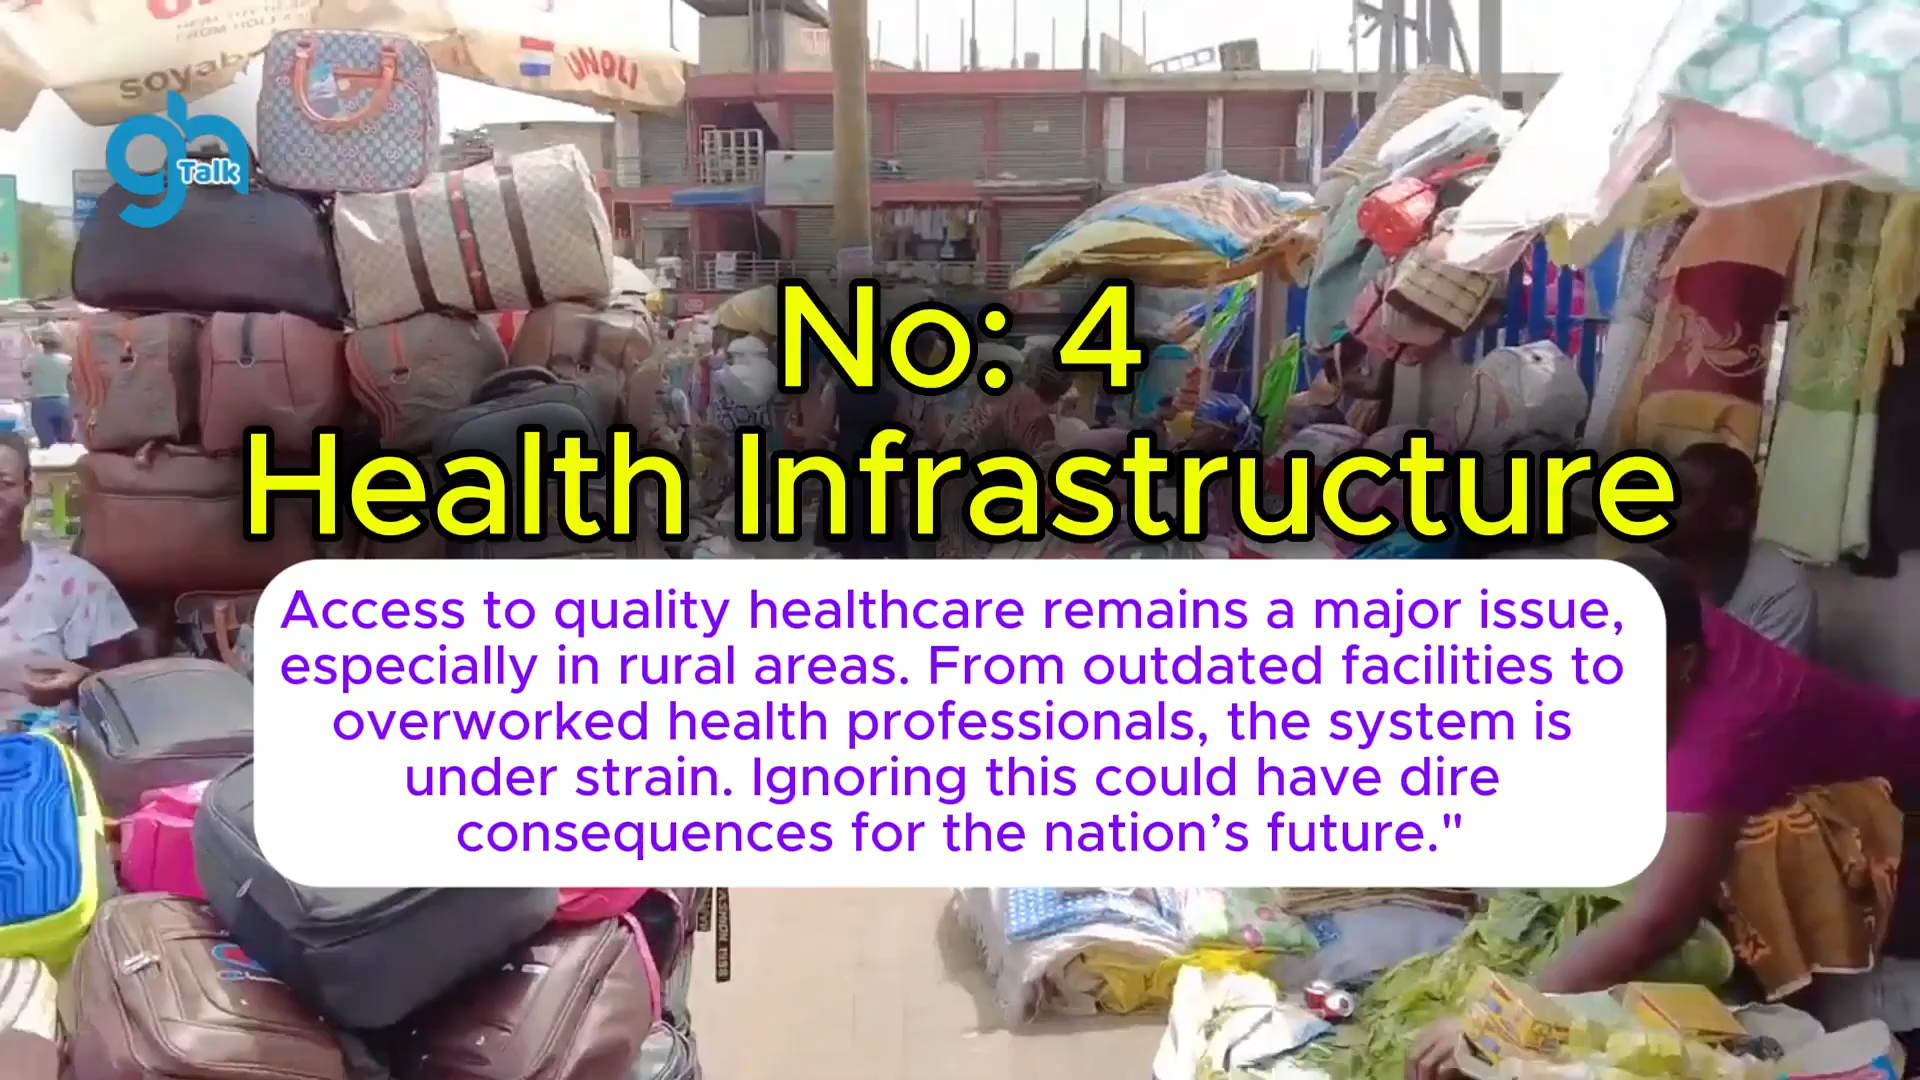 soyab
UNOLI
gh
Talk
No: 4
Health Infrastructure
Access to quality healthcare remains a major issue,
especially in rural areas. From outdated facilities to
overworked health professionals, the system is
under strain. Ignoring this could have dire
consequences for the nation’s future."